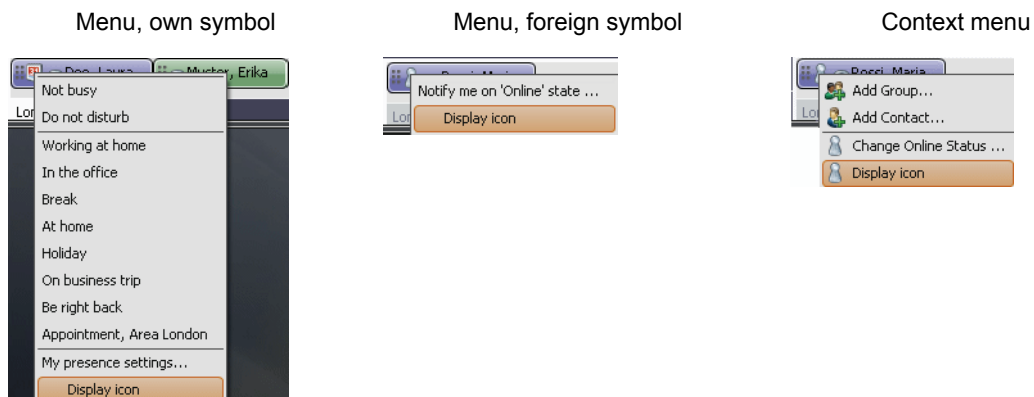 Menu, own symbol
Menu, foreign symbol
Context menu
Muster, Erika
Not busy
Do not disturb
Working at home
In the office
Break
At home
Holiday
On business trip
Be right back
Appointment, Area London
My presence settings...
Display icon
Notify me on 'Online' state ...
Display icon
Rossi, Maria
Add Group...
Add Contact...
Change Online Status ...
Display icon